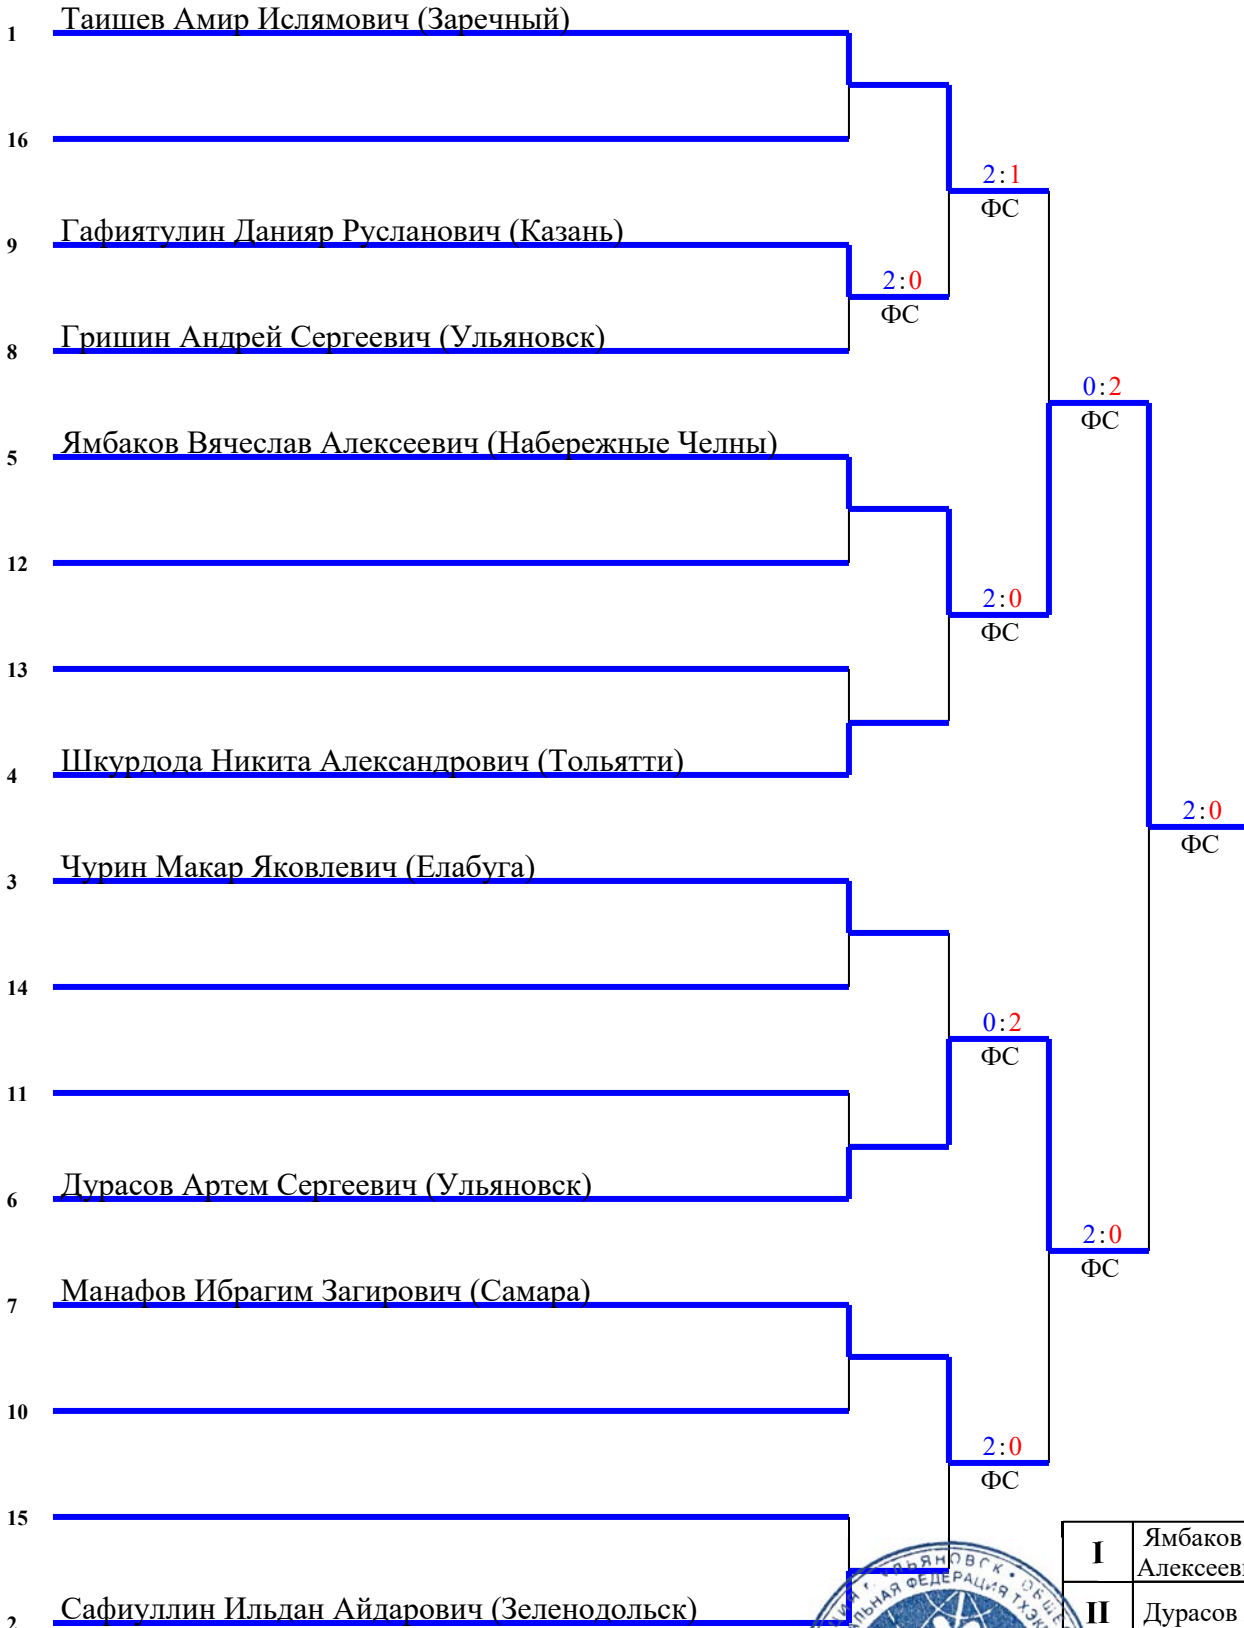 1 Таишев Амир Ислямович (Заречный)
16
2:1
ФС
9 Гафиятулин Данияр Русланович (Казань)
2:0
ФС
8 Гришин Андрей Сергеевич (Ульяновск)
0:2
ФС
5 Ямбаков Вячеслав Алексеевич (Набережные Челны)
12
2:0
ФС
13
4 Шкурдода Никита Александрович (Тольятти)
2:0
ФС
3 Чурин Макар Яковлевич (Елабуга)
14
0:2
ФС
11
6 Дурасов Артем Сергеевич (Ульяновск)
2:0
ФС
7 Манафов Ибрагим Загирович (Самара)
10
2:0
ФС
15
I Ямбаков
Алексеев
2 Сафиуллин Ильдан Айдарович (Зеленодольск)
II Дурасов
ФЕДЕРАЦИЯ